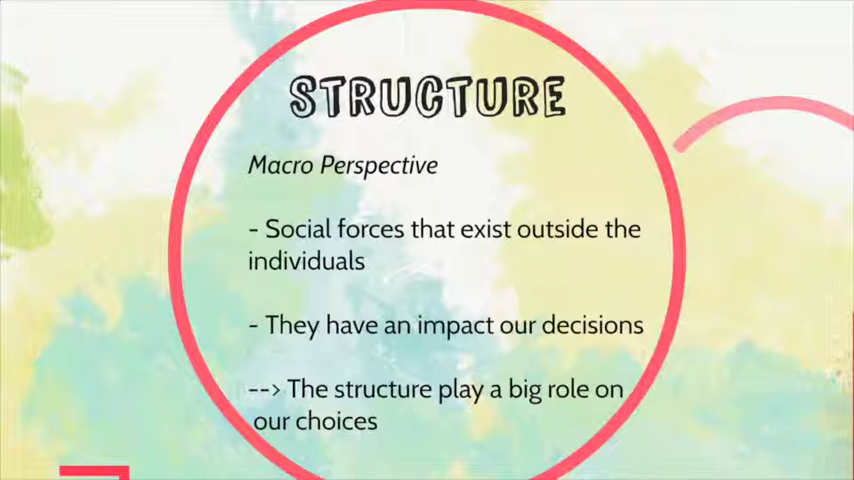 STRUCTURE
Macro Perspective
- Social forces that exist outside the
individuals
- They have an impact our decisions
--> The structure play a big role on
our choices